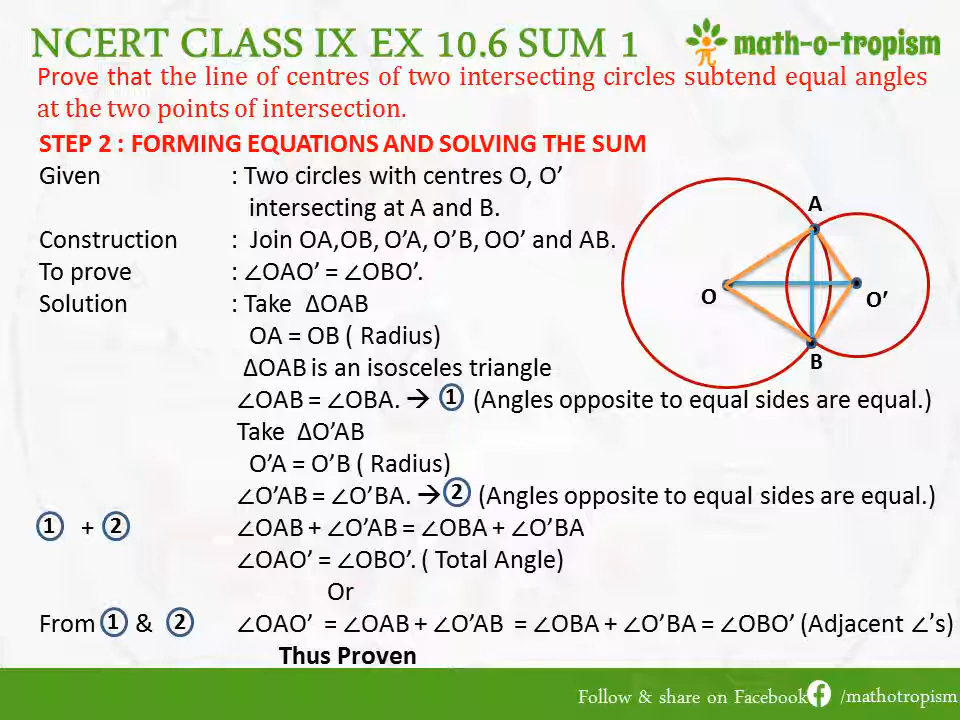 NCERT CLASS IX EX 10.6 SUM 1
math-o-tropism
Prove that the line of centres of two intersecting circles subtend equal angles
at the two points of intersection.
STEP 2 : FORMING EQUATIONS AND SOLVING THE SUM
Given : Two circles with centres O, O’
intersecting at A and B.
Construction : Join OA,OB, O’A, O’B, OO’ and AB.
To prove : ∠OAO’ = ∠OBO’.
Solution : Take ΔOAB
OA = OB ( Radius)
ΔOAB is an isosceles triangle
∠OAB = ∠OBA. → ① (Angles opposite to equal sides are equal.)
Take ΔO’AB
O’A = O’B ( Radius)
∠O’AB = ∠O’BA. → ② (Angles opposite to equal sides are equal.)
① + ② ∠OAB + ∠O’AB = ∠OBA + ∠O’BA
∠OAO’ = ∠OBO’. ( Total Angle)
Or
From ① & ② ∠OAO’ = ∠OAB + ∠O’AB = ∠OBA + ∠O’BA = ∠OBO’ (Adjacent ∠’s)
Thus Proven
A
O
O’
B
Follow & share on Facebook /mathotropism